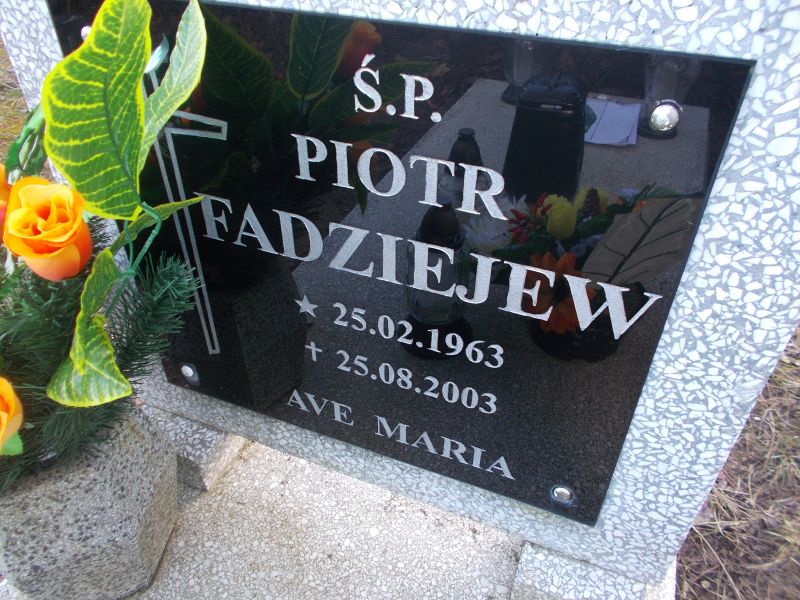 Ś.P.
PIOTR
FADZIEJEW
★ 25.02.1963
✝ 25.08.2003
AVE MARIA